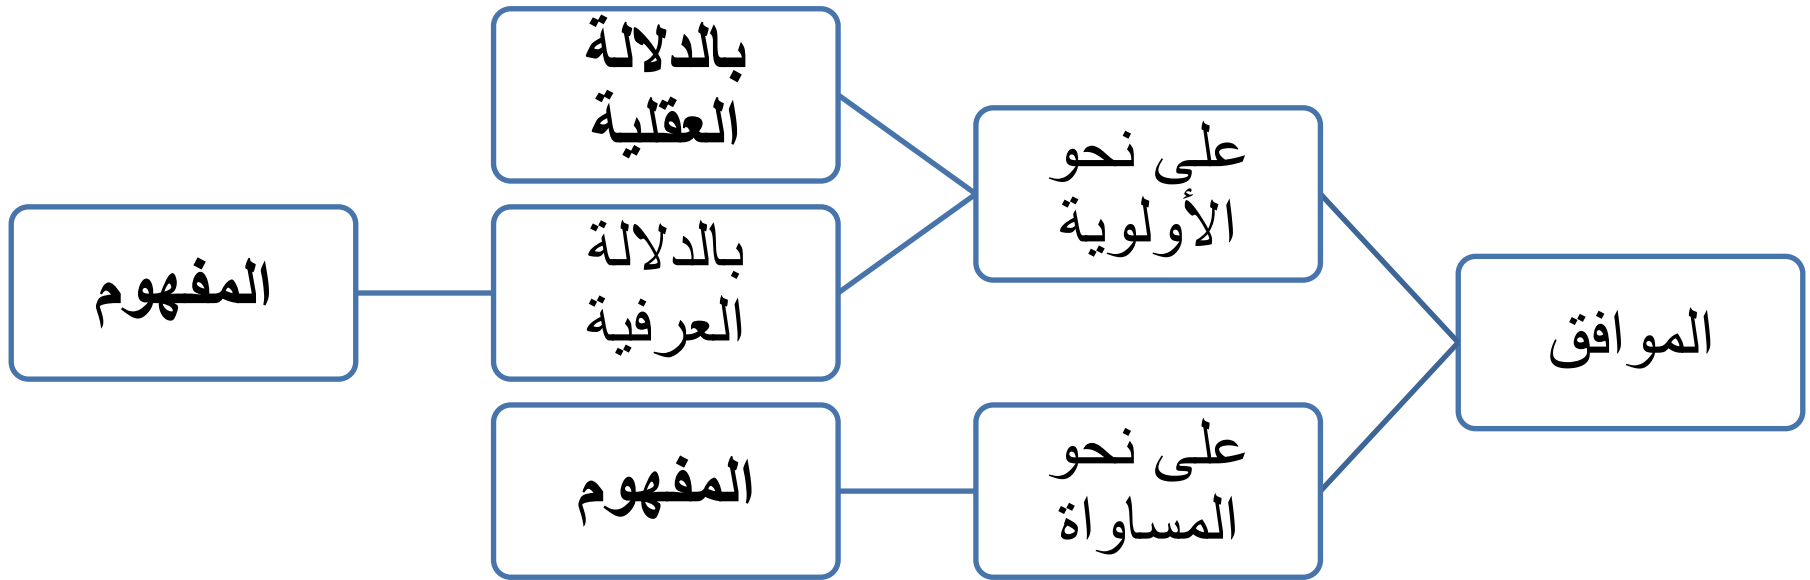 الموافق
على نحو
الأولوية
بالدلالة
العقلية
بالدلالة
العرفية
المفهوم
على نحو
المساواة
المفهوم